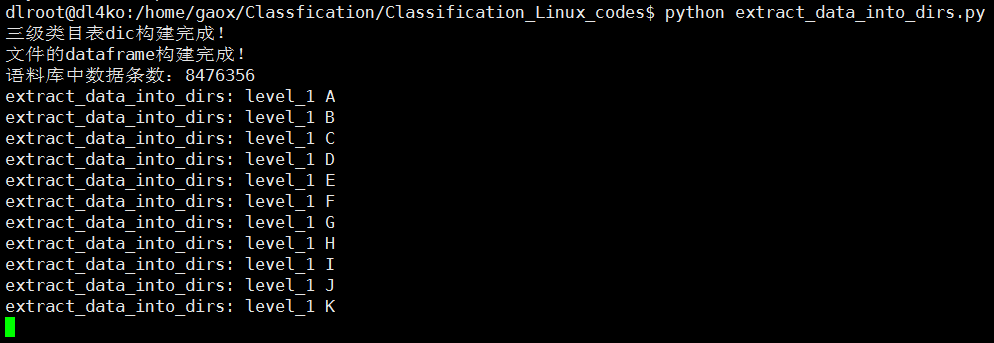 dlroot@dl4ko:/home/gaox/Classfication/Classification_Linux_codes$ python extract_data_into_dirs.py
三级类目表dic构建完成！
文件的dataframe构建完成！
语料库中数据条数：8476356
extract_data_into_dirs: level_1 A
extract_data_into_dirs: level_1 B
extract_data_into_dirs: level_1 C
extract_data_into_dirs: level_1 D
extract_data_into_dirs: level_1 E
extract_data_into_dirs: level_1 F
extract_data_into_dirs: level_1 G
extract_data_into_dirs: level_1 H
extract_data_into_dirs: level_1 I
extract_data_into_dirs: level_1 J
extract_data_into_dirs: level_1 K